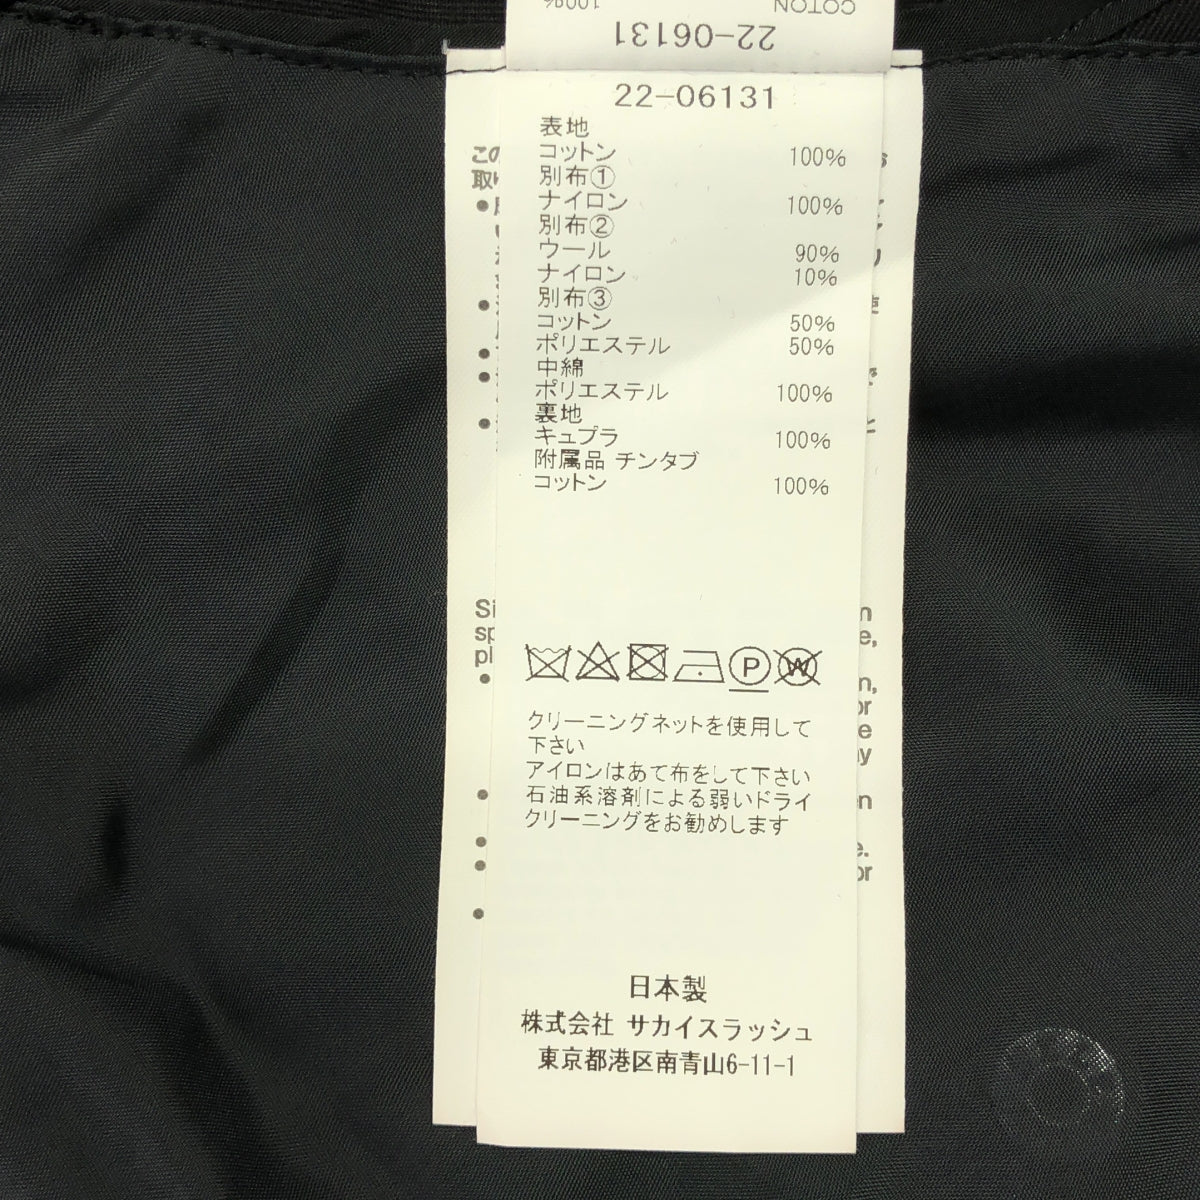 COTON 100%
22-06131
22-06131
表地
コットン 100%
別布①
ナイロン 100%
別布②
ウール 90%
ナイロン 10%
別布③
コットン 50%
ポリエステル 50%
中綿
ポリエステル 100%
裏地
キュプラ 100%
附属品 チンタブ
コットン 100%
P W
クリーニングネットを使用して
下さい
アイロンはあて布をして下さい
石油系溶剤による弱いドライ
クリーニングをお勧めします
日本製
株式会社 サカイスラッシュ
東京都港区南青山6-11-1